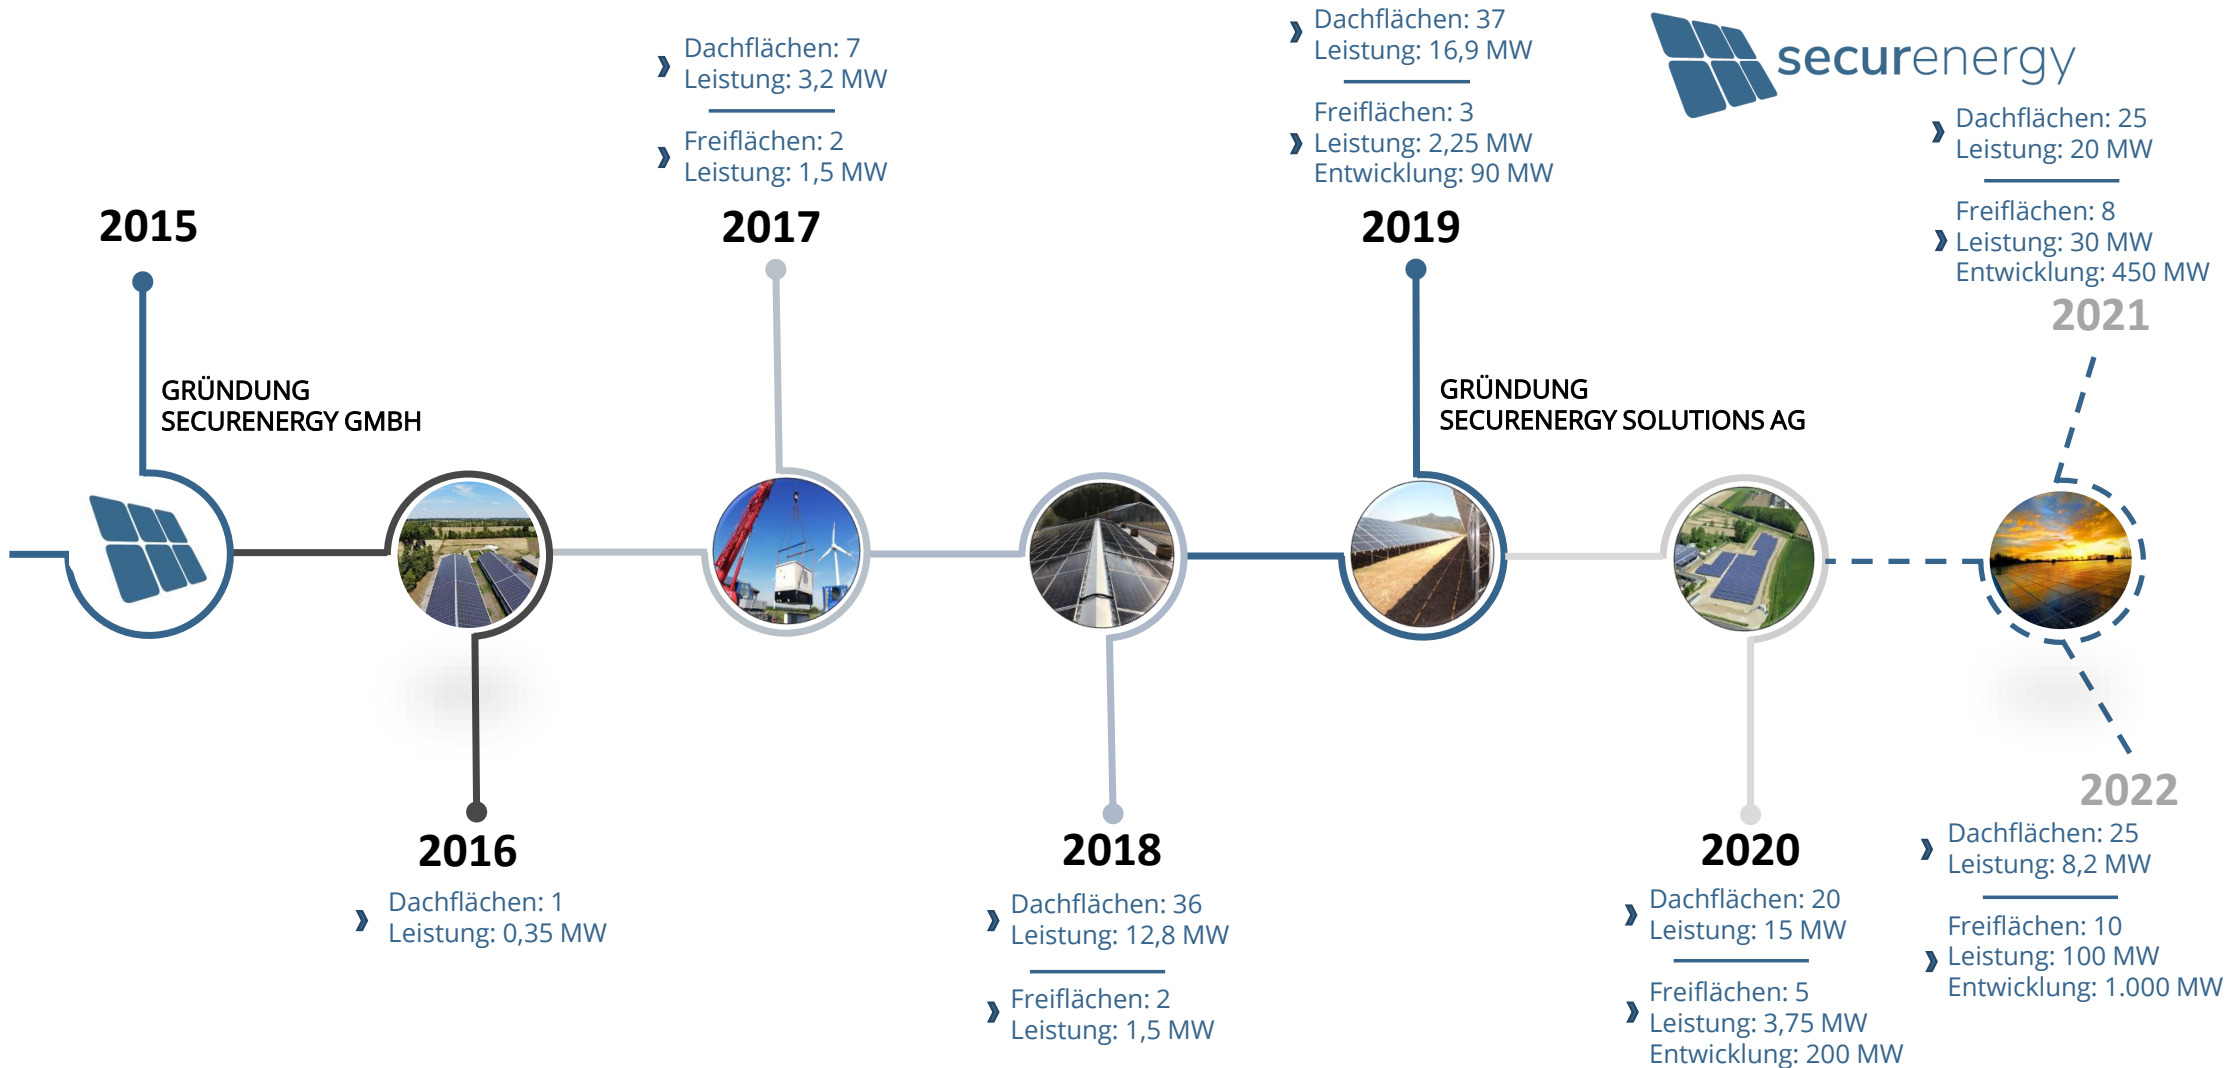 securenergy
2015
GRÜNDUNG
SECURENERGY GMBH
2016
Dachflächen: 1
Leistung: 0,35 MW
Dachflächen: 7
Leistung: 3,2 MW
Freiflächen: 2
Leistung: 1,5 MW
2017
2018
Dachflächen: 36
Leistung: 12,8 MW
Freiflächen: 2
Leistung: 1,5 MW
Dachflächen: 37
Leistung: 16,9 MW
Freiflächen: 3
Leistung: 2,25 MW
Entwicklung: 90 MW
2019
GRÜNDUNG
SECURENERGY SOLUTIONS AG
2020
Dachflächen: 20
Leistung: 15 MW
Freiflächen: 5
Leistung: 3,75 MW
Entwicklung: 200 MW
Dachflächen: 25
Leistung: 20 MW
Freiflächen: 8
Leistung: 30 MW
Entwicklung: 450 MW
2021
2022
Dachflächen: 25
Leistung: 8,2 MW
Freiflächen: 10
Leistung: 100 MW
Entwicklung: 1.000 MW